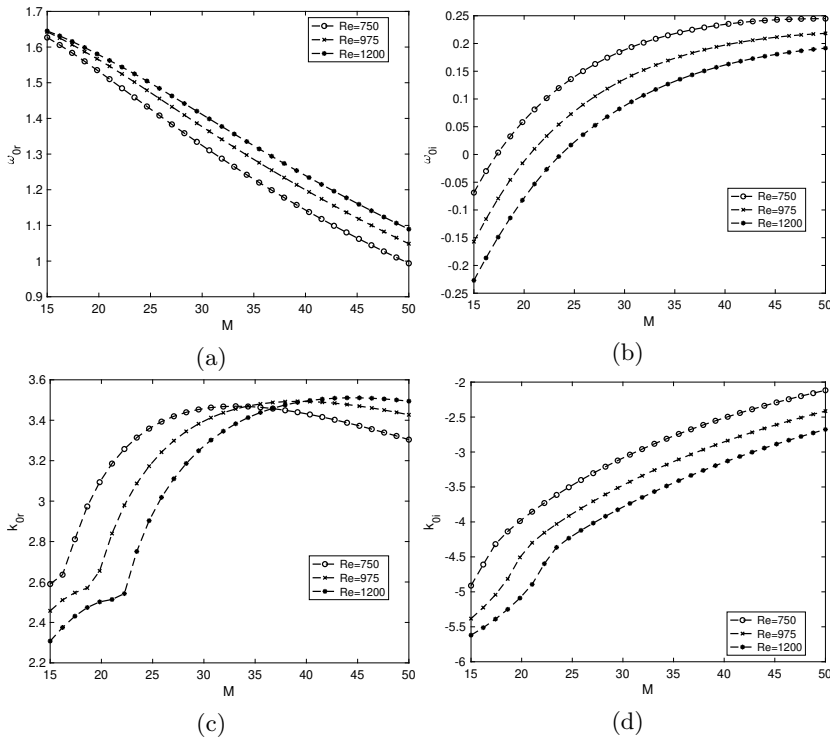 1.7
1.6
1.5
1.4
1.3
1.2
1.1
1
0.9
ω0r
Re=750
Re=975
Re=1200
15 20 25 30 35 40 45 50
M
(a)
0.25
0.2
0.15
0.1
0.05
0
-0.05
-0.1
-0.15
-0.2
-0.25
ω0i
Re=750
Re=975
Re=1200
15 20 25 30 35 40 45 50
M
(b)
3.6
3.4
3.2
3
2.8
2.6
2.4
2.2
k0r
Re=750
Re=975
Re=1200
15 20 25 30 35 40 45 50
M
(c)
-2
-2.5
-3
-3.5
-4
-4.5
-5
-5.5
-6
k0i
Re=750
Re=975
Re=1200
15 20 25 30 35 40 45 50
M
(d)